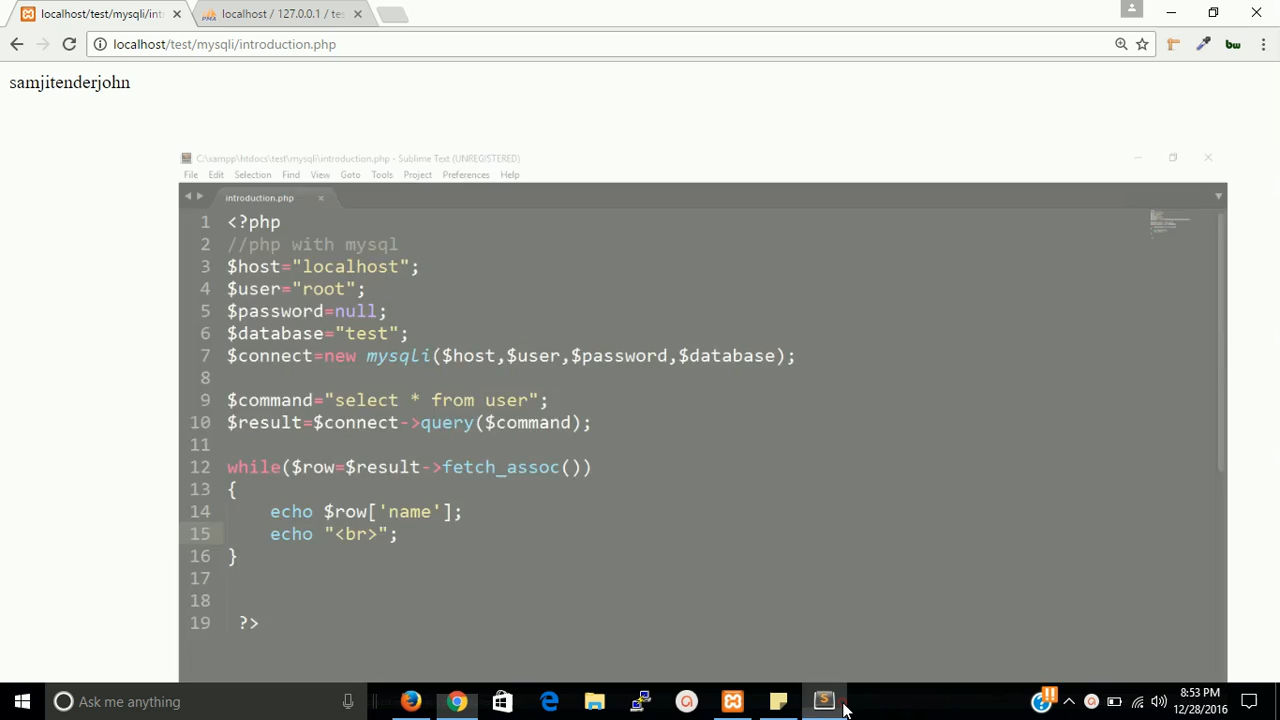 localhost/test/mysqli/int
localhost / 127.0.0.1 / tes
localhost/test/mysqli/introduction.php
bw
samjitenderjohn
C:\xampp\htdocs\test\mysqli\introduction.php - Sublime Text (UNREGISTERED)
File Edit Selection Find View Goto Tools Project Preferences Help
introduction.php
1 <?php
2 //php with mysql
3 $host="localhost";
4 $user="root";
5 $password=null;
6 $database="test";
7 $connect=new mysqli($host,$user,$password,$database);
8
9 $command="select * from user";
10 $result=$connect->query($command);
11
12 while($row=$result->fetch_assoc())
13 {
14 echo $row['name'];
15 echo "<br>";
16 }
17
18
19 ?>
Ask me anything
8:53 PM
12/28/2016